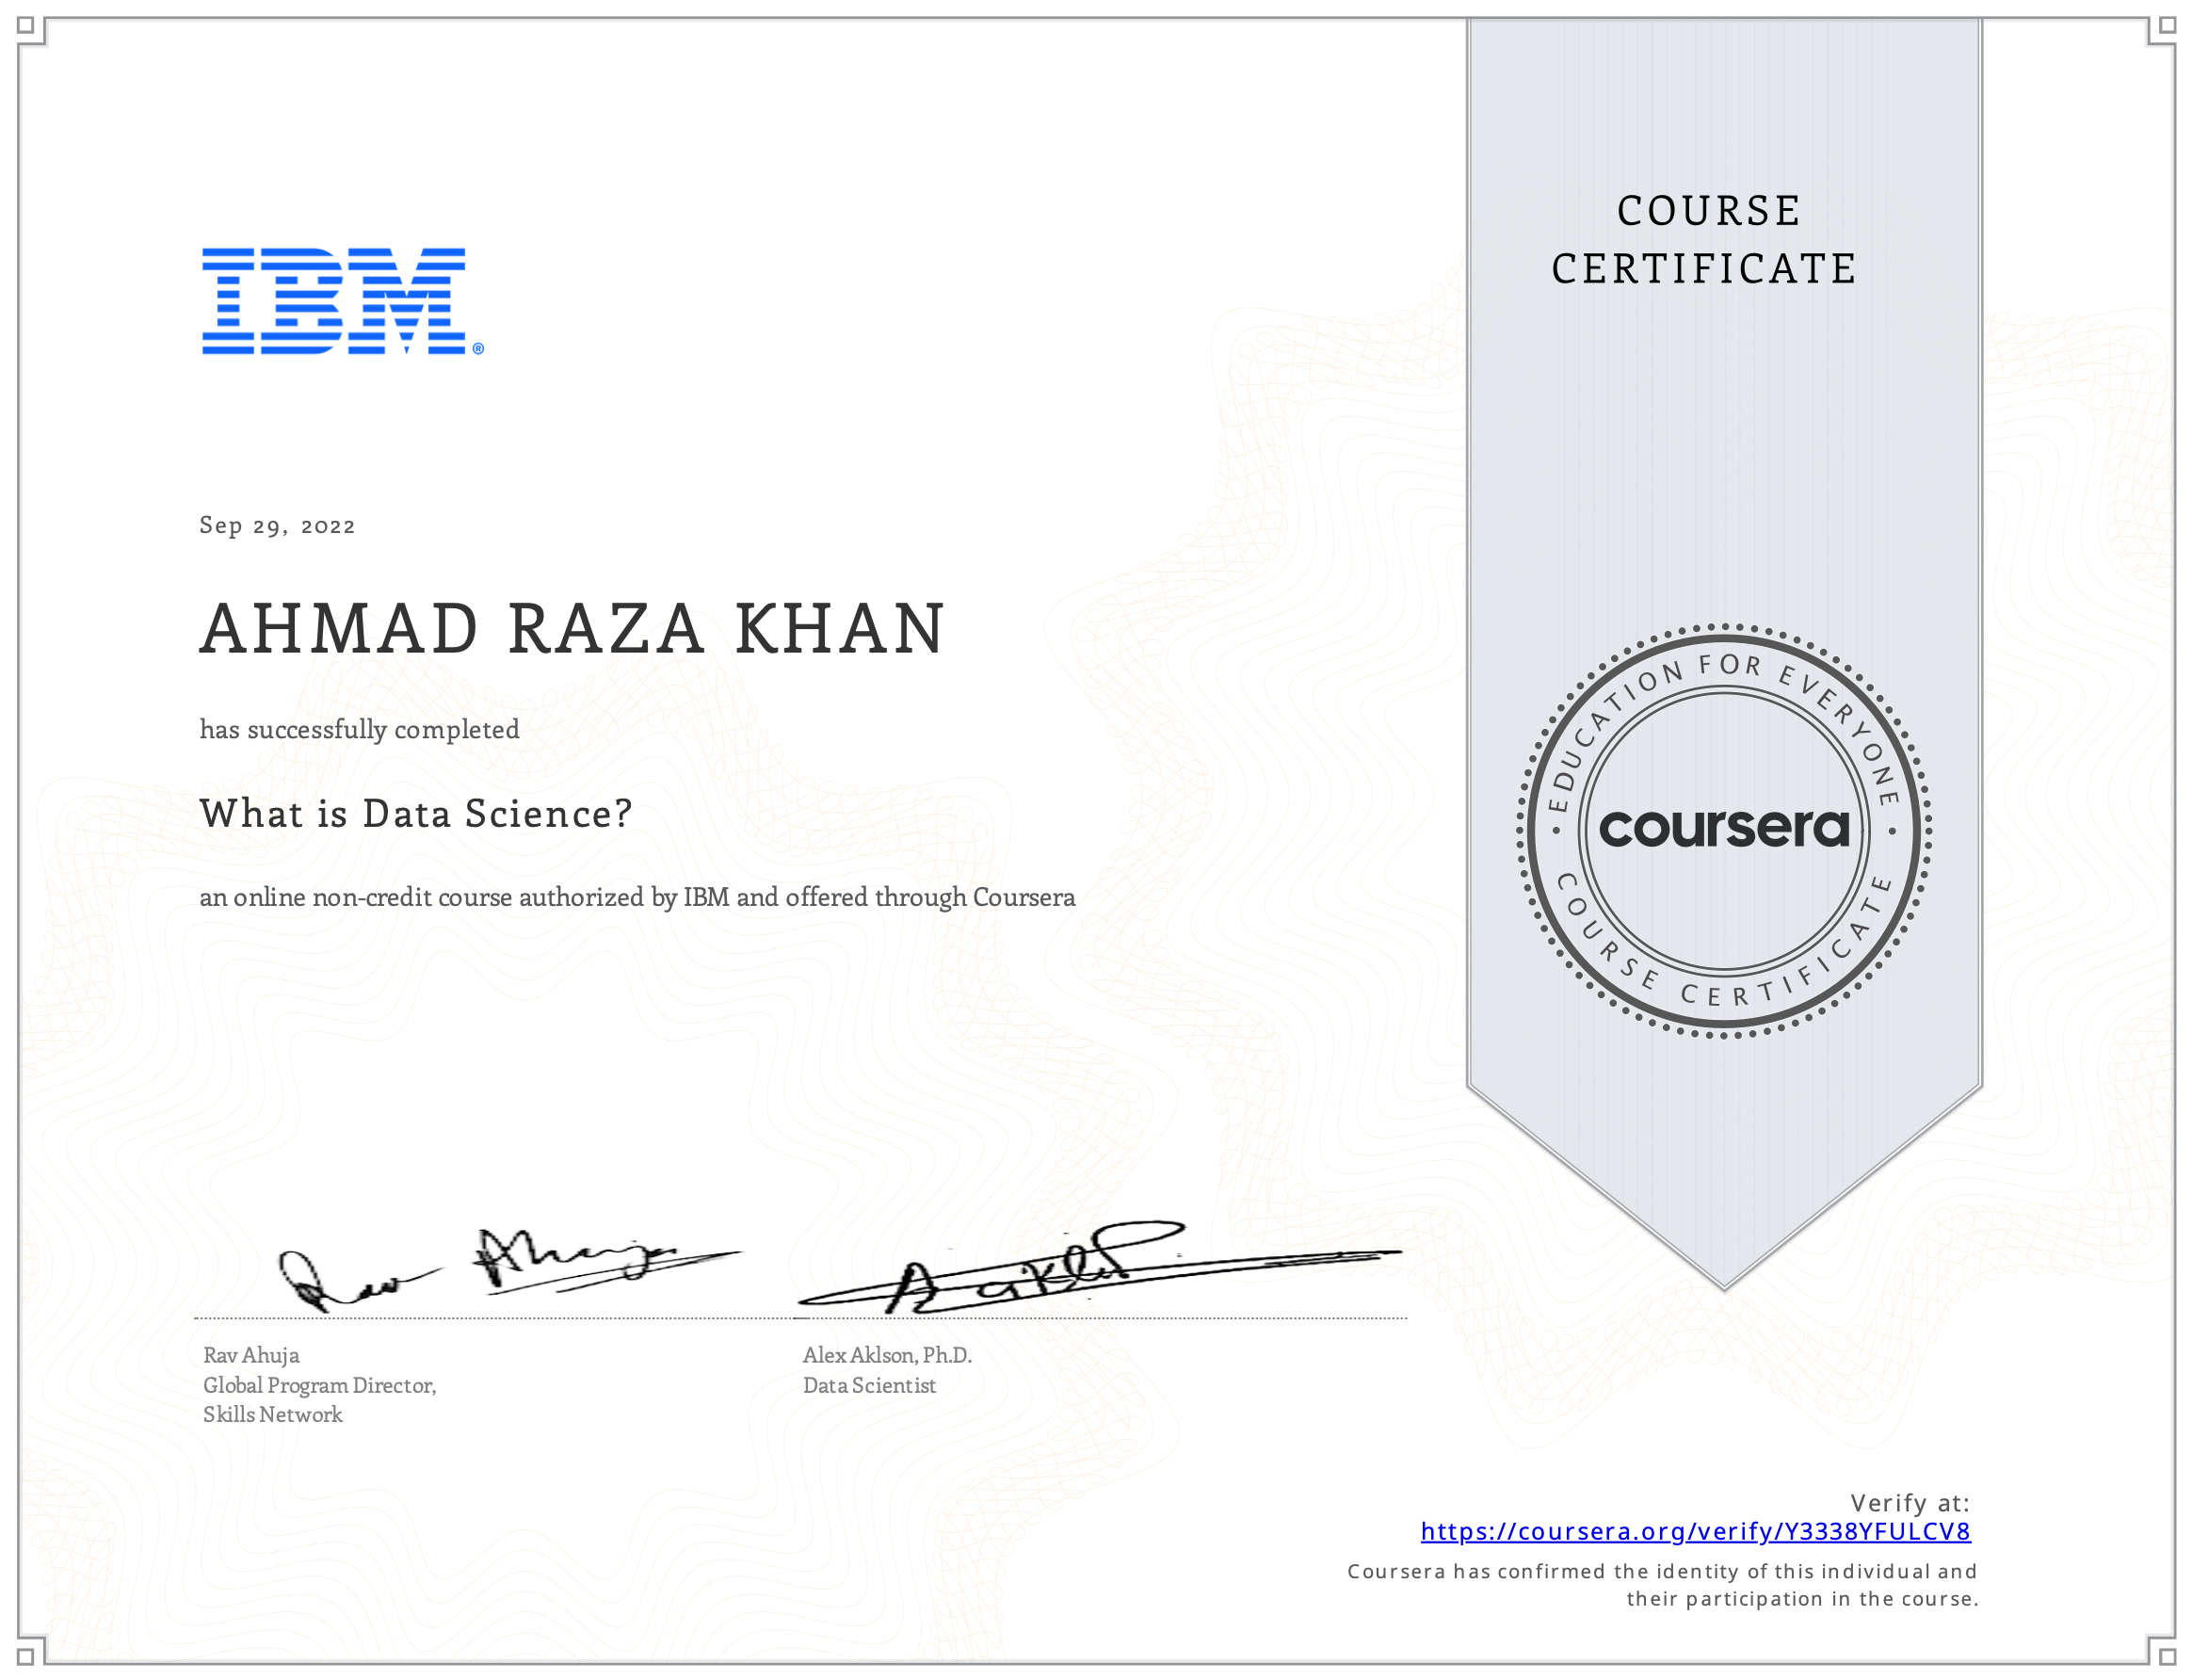 IBM®
COURSE
CERTIFICATE
Sep 29, 2022
AHMAD RAZA KHAN
has successfully completed
What is Data Science?
an online non-credit course authorized by IBM and offered through Coursera
EDUCATION FOR EVERYONE
coursera
COURSE CERTIFICATE
Rav Ahuja
Rav Ahuja
Global Program Director,
Skills Network
Alex Aklson, Ph.D.
Data Scientist
Verify at:
https://coursera.org/verify/Y3338YFULCV8
Coursera has confirmed the identity of this individual and
their participation in the course.